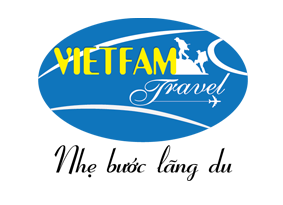 VIETFAM
Travel
Nhẹ bước lãng du